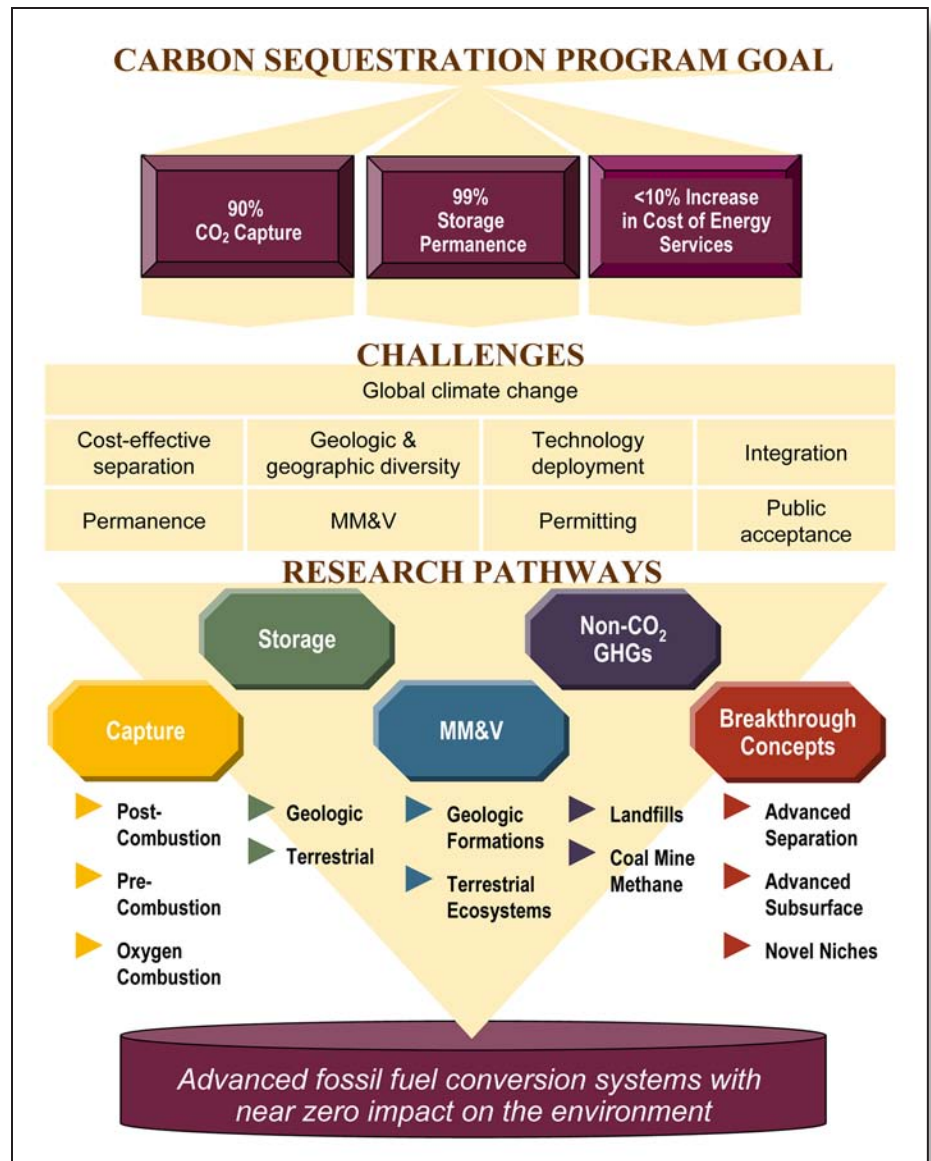 CARBON SEQUESTRATION PROGRAM GOAL
90%
CO₂ Capture
99%
Storage
Permanence
<10% Increase
in Cost of Energy
Services
CHALLENGES
Global climate change
Cost-effective
separation
Geologic &
geographic diversity
Technology
deployment
Integration
Permanence
MM&V
Permitting
Public
acceptance
RESEARCH PATHWAYS
Storage
Non-CO₂
GHGs
Capture
MM&V
Breakthrough
Concepts
Post-
Combustion
Pre-
Combustion
Oxygen
Combustion
Geologic
Terrestrial
Geologic
Formations
Terrestrial
Ecosystems
Landfills
Coal Mine
Methane
Advanced
Separation
Advanced
Subsurface
Novel Niches
Advanced fossil fuel conversion systems with
near zero impact on the environment